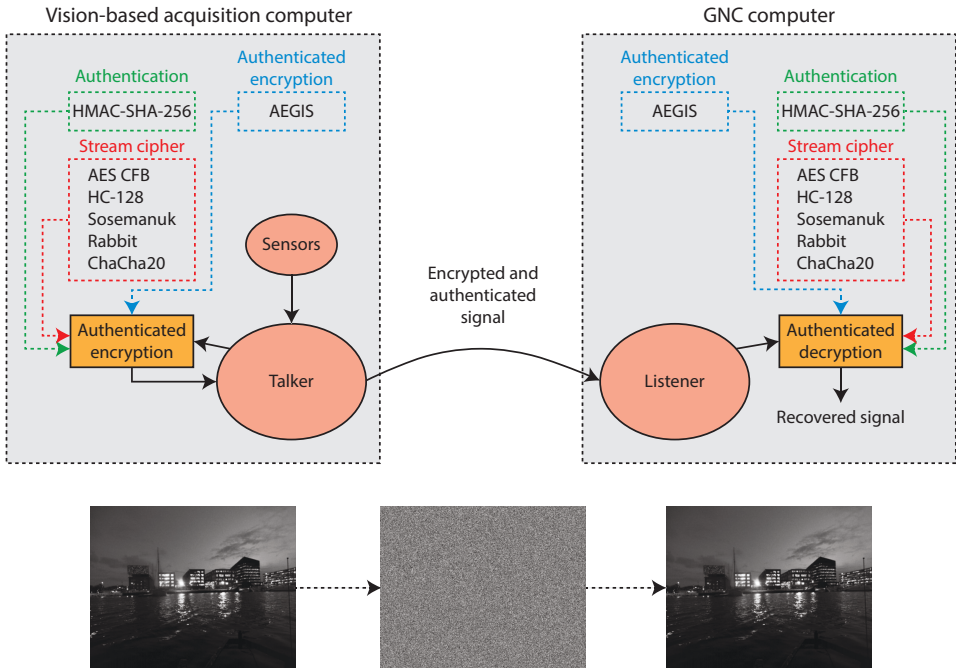 Vision-based acquisition computer
Authentication
HMAC-SHA-256
Authenticated
encryption
AEGIS
Stream cipher
AES CFB
HC-128
Sosemanuk
Rabbit
ChaCha20
Sensors
Authenticated
encryption
Talker
Encrypted and
authenticated
signal
GNC computer
Authenticated
encryption
AEGIS
Authentication
HMAC-SHA-256
Stream cipher
AES CFB
HC-128
Sosemanuk
Rabbit
ChaCha20
Listener
Authenticated
decryption
Recovered signal